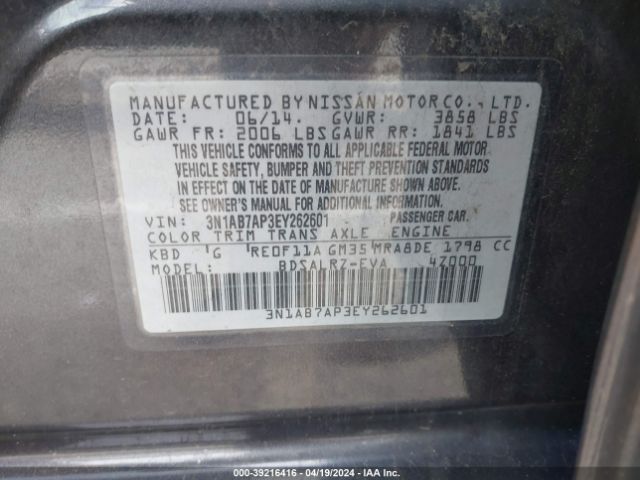 MANUFACTURED BY NISSAN MOTOR CO., LTD.
DATE: 06/14. GVWR: 3858 LBS
GAWR FR: 2006 LBS GAWR RR: 1841 LBS
THIS VEHICLE CONFORMS TO ALL APPLICABLE FEDERAL MOTOR
VEHICLE SAFETY, BUMPER AND THEFT PREVENTION STANDARDS
IN EFFECT ON THE DATE OF MANUFACTURE SHOWN ABOVE.
SEE OWNER'S MANUAL FOR ADDITIONAL INFORMATION.
VIN: 3N1AB7AP3EY262601 PASSENGER CAR.
COLOR TRIM TRANS AXLE ENGINE
KBD G RE0F11A GM35 MRA8DE 1798 CC
MODEL: BDSALRZ-EVA 4Z000
3N1AB7AP3EY262601
000-39216416 - 04/19/2024 - IAA Inc.